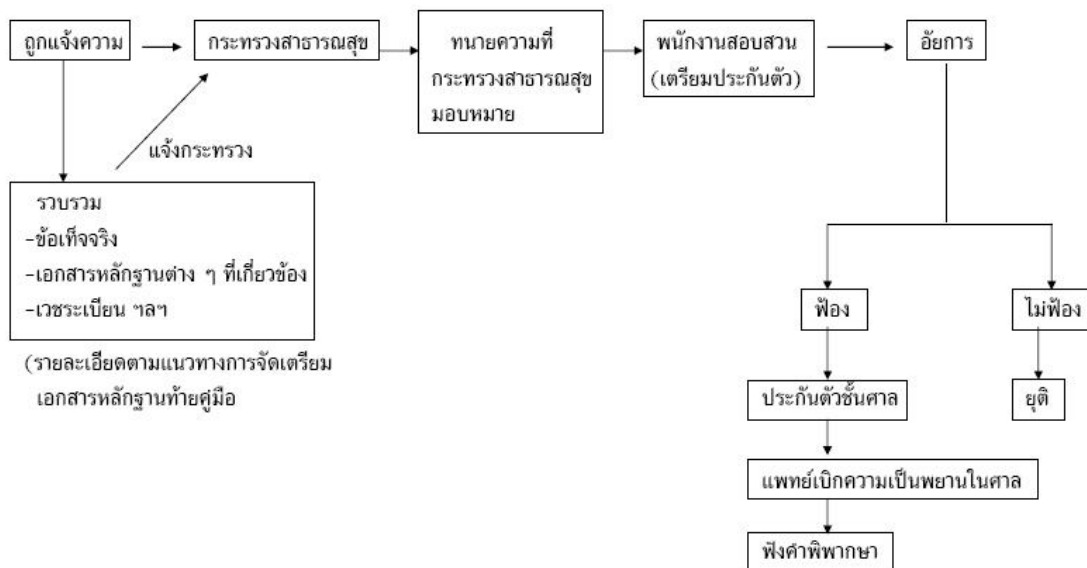 ถูกแจ้งความ
กระทรวงสาธารณสุข
ทนายความที่
กระทรวงสาธารณสุข
มอบหมาย
พนักงานสอบสวน
(เตรียมประกันตัว)
อัยการ
แจ้งกระทรวง
รวบรวม
-ข้อเท็จจริง
-เอกสารหลักฐานต่าง ๆ ที่เกี่ยวข้อง
-เวชระเบียน ฯลฯ
(รายละเอียดตามแนวทางการจัดเตรียม
เอกสารหลักฐานท้ายคู่มือ
ฟ้อง
ไม่ฟ้อง
ประกันตัวชั้นศาล
ยุติ
แพทย์เบิกความเป็นพยานในศาล
ฟังคำพิพากษา